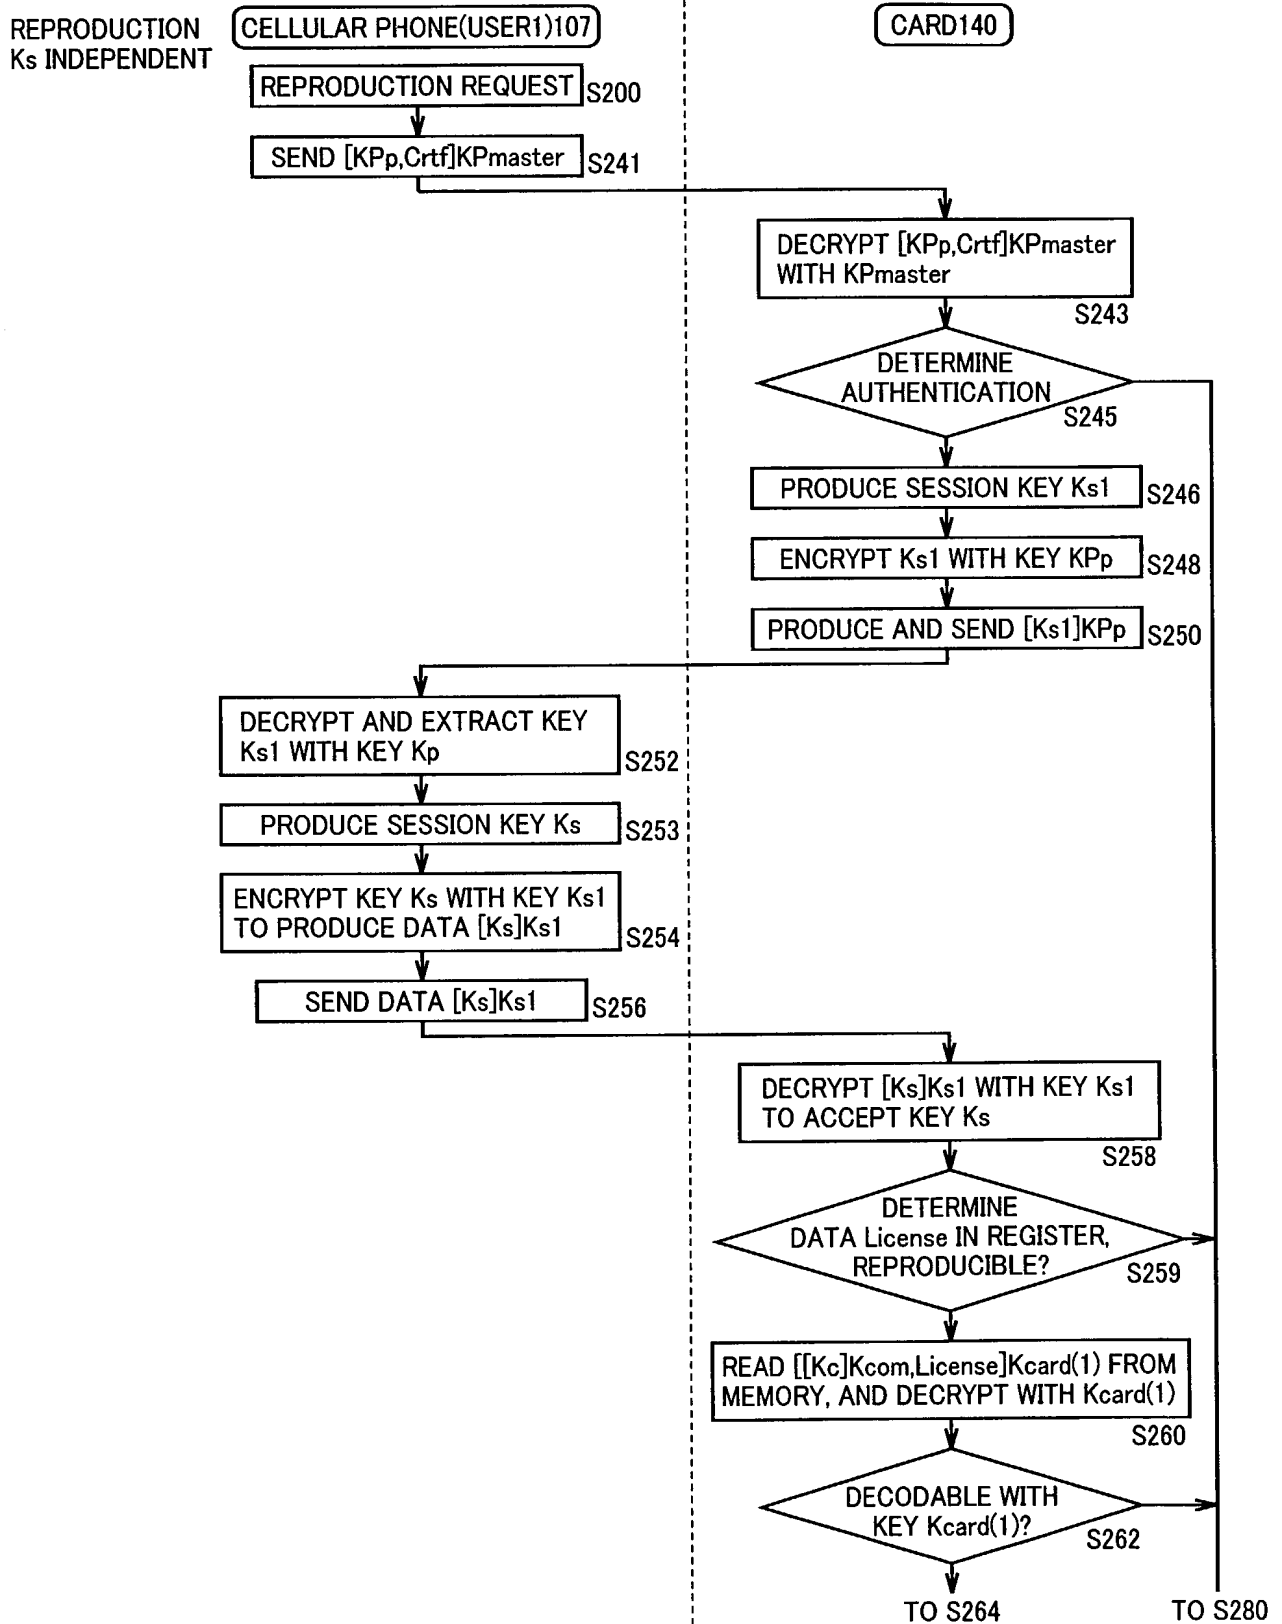 REPRODUCTION
Ks INDEPENDENT
CELLULAR PHONE(USER1)107
CARD140
REPRODUCTION REQUEST
S200
SEND [KPp,Crtf]KPmaster
S241
DECRYPT [KPp,Crtf]KPmaster
WITH KPmaster
S243
DETERMINE
AUTHENTICATION
S245
PRODUCE SESSION KEY Ks1
S246
ENCRYPT Ks1 WITH KEY KPp
S248
PRODUCE AND SEND [Ks1]KPp
S250
DECRYPT AND EXTRACT KEY
Ks1 WITH KEY Kp
S252
PRODUCE SESSION KEY Ks
S253
ENCRYPT KEY Ks WITH KEY Ks1
TO PRODUCE DATA [Ks]Ks1
S254
SEND DATA [Ks]Ks1
S256
DECRYPT [Ks]Ks1 WITH KEY Ks1
TO ACCEPT KEY Ks
S258
DETERMINE
DATA License IN REGISTER,
REPRODUCIBLE?
S259
READ [[Kc]Kcom,License]Kcard(1) FROM
MEMORY, AND DECRYPT WITH Kcard(1)
S260
DECODABLE WITH
KEY Kcard(1)?
S262
TO S264
TO S280